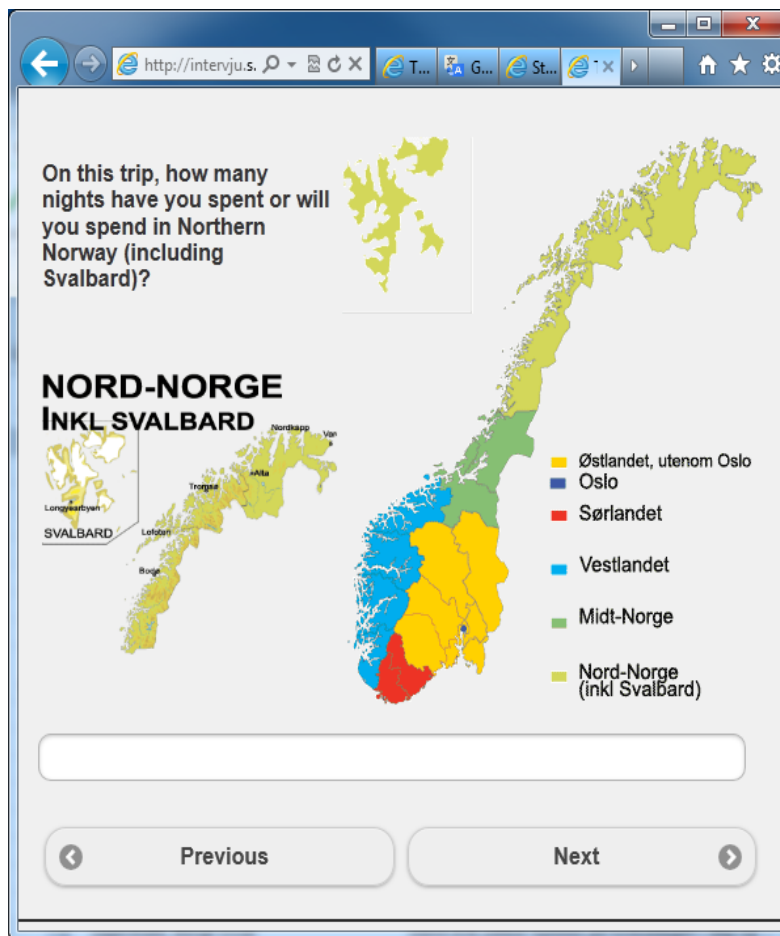 http://intervju.s.
T...
G...
St...
On this trip, how many
nights have you spent or will
you spend in Northern
Norway (including
Svalbard)?
NORD-NORGE
INKL SVALBARD
Nordkapp
Alta
Tromsø
Longyearbyen
SVALBARD
Lofoten
Bodø
Østlandet, utenom Oslo
Oslo
Sørlandet
Vestlandet
Midt-Norge
Nord-Norge
(inkl Svalbard)
Previous
Next